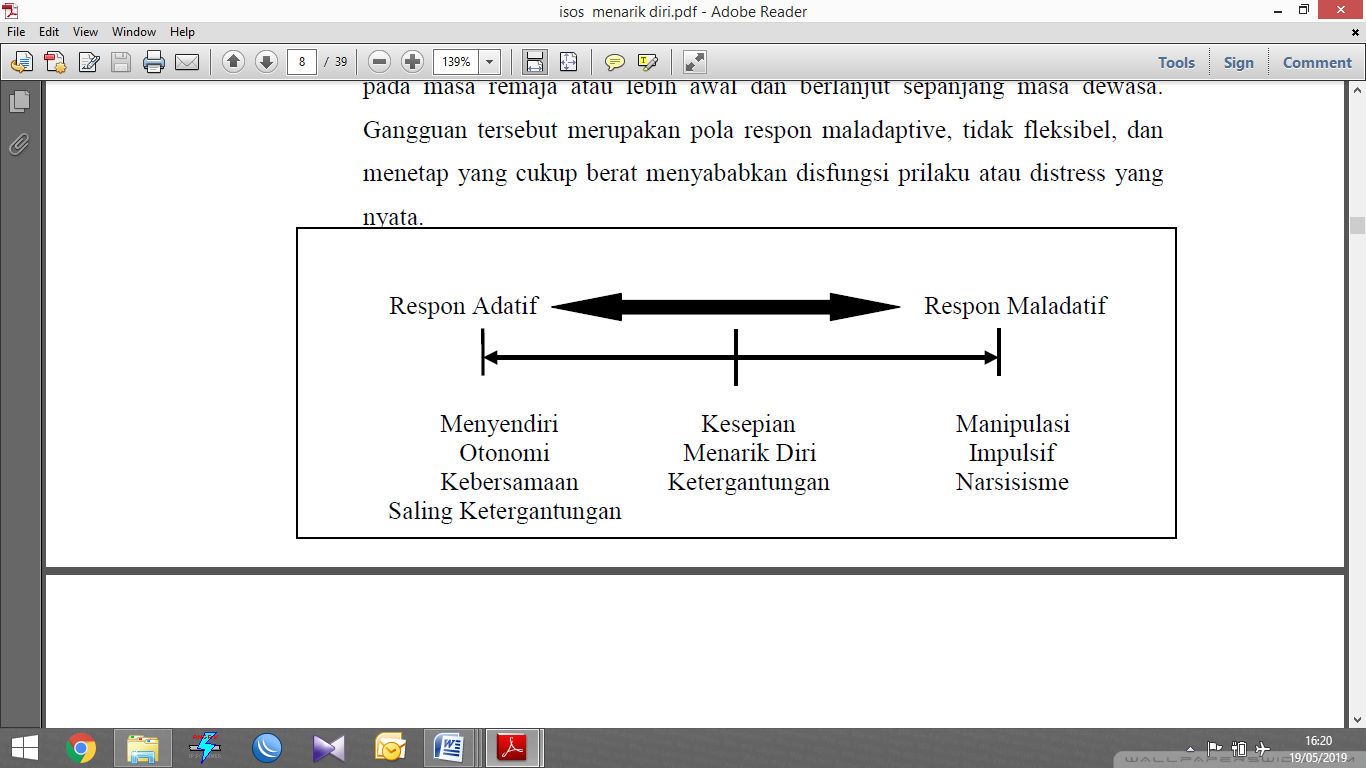 isos  menarik diri.pdf - Adobe Reader
File Edit View Window Help
8 / 39 139% Tools Sign Comment
pada masa remaja atau lebih awal dan berlanjut sepanjang masa dewasa.
Gangguan tersebut merupakan pola respon maladaptive, tidak fleksibel, dan
menetap yang cukup berat menyababkan disfungsi prilaku atau distress yang
nyata.
Respon Adatif Respon Maladatif
Menyendiri Kesepian Manipulasi
Otonomi Menarik Diri Impulsif
Kebersamaan Ketergantungan Narsisisme
Saling Ketergantungan
16:20
19/05/2019